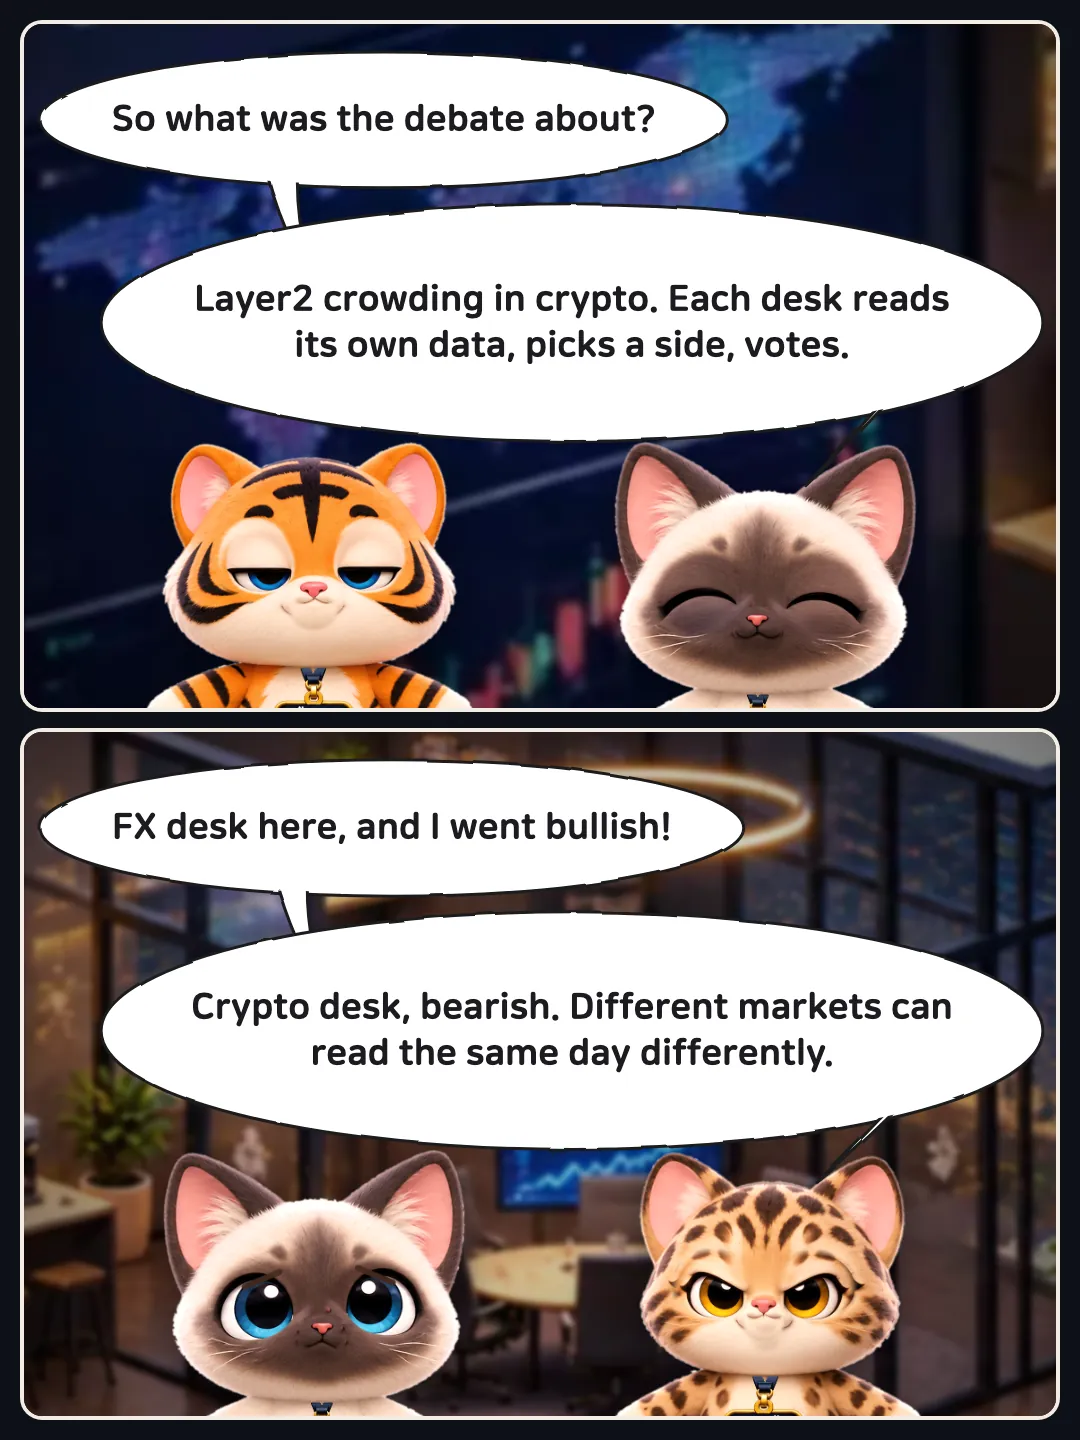 So what was the debate about?
Layer2 crowding in crypto. Each desk reads
its own data, picks a side, votes.
FX desk here, and I went bullish!
Crypto desk, bearish. Different markets can
read the same day differently.